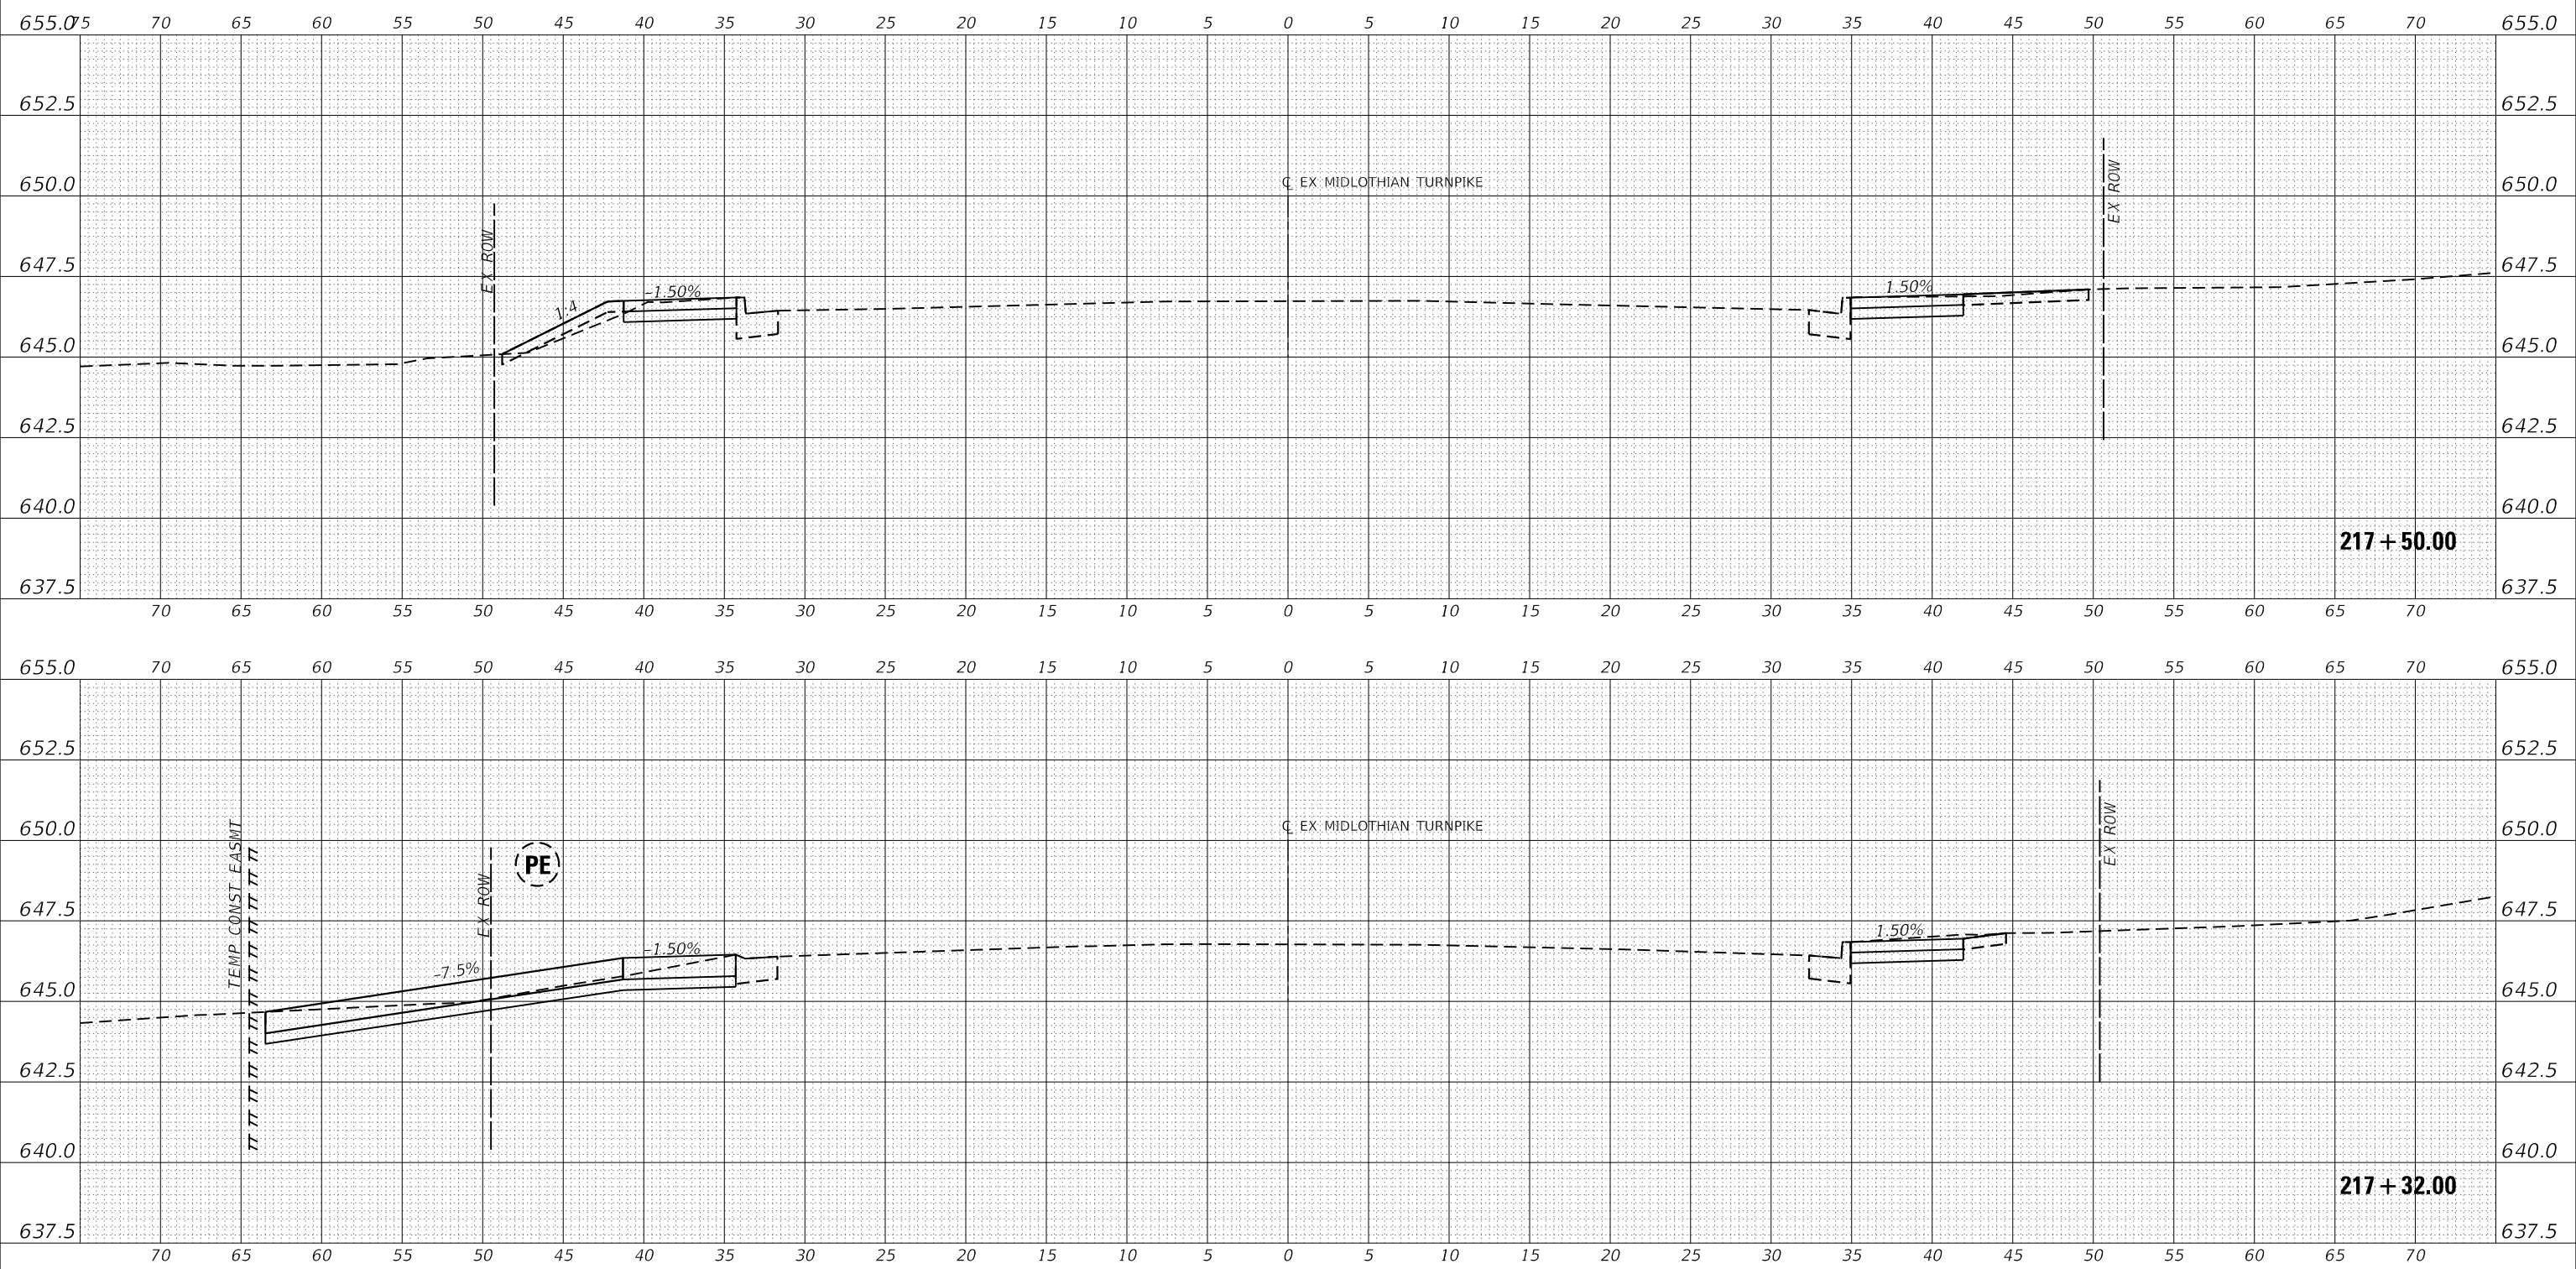 655.0 75 70 65 60 55 50 45 40 35 30 25 20 15 10 5 0 5 10 15 20 25 30 35 40 45 50 55 60 65 70 655.0
652.5 652.5
650.0 ℄ EX MIDLOTHIAN TURNPIKE EX ROW 650.0
647.5 EX ROW 1:4 -1.50% 1.50% 647.5
645.0 645.0
642.5 642.5
640.0 640.0
217+50.00
637.5 637.5
70 65 60 55 50 45 40 35 30 25 20 15 10 5 0 5 10 15 20 25 30 35 40 45 50 55 60 65 70
655.0 70 65 60 55 50 45 40 35 30 25 20 15 10 5 0 5 10 15 20 25 30 35 40 45 50 55 60 65 70 655.0
652.5 652.5
650.0 ℄ EX MIDLOTHIAN TURNPIKE EX ROW 650.0
PE
647.5 TEMP CONST EASMT EX ROW 647.5
-7.5% -1.50% 1.50%
645.0 645.0
642.5 642.5
640.0 640.0
217+32.00
637.5 637.5
70 65 60 55 50 45 40 35 30 25 20 15 10 5 0 5 10 15 20 25 30 35 40 45 50 55 60 65 70